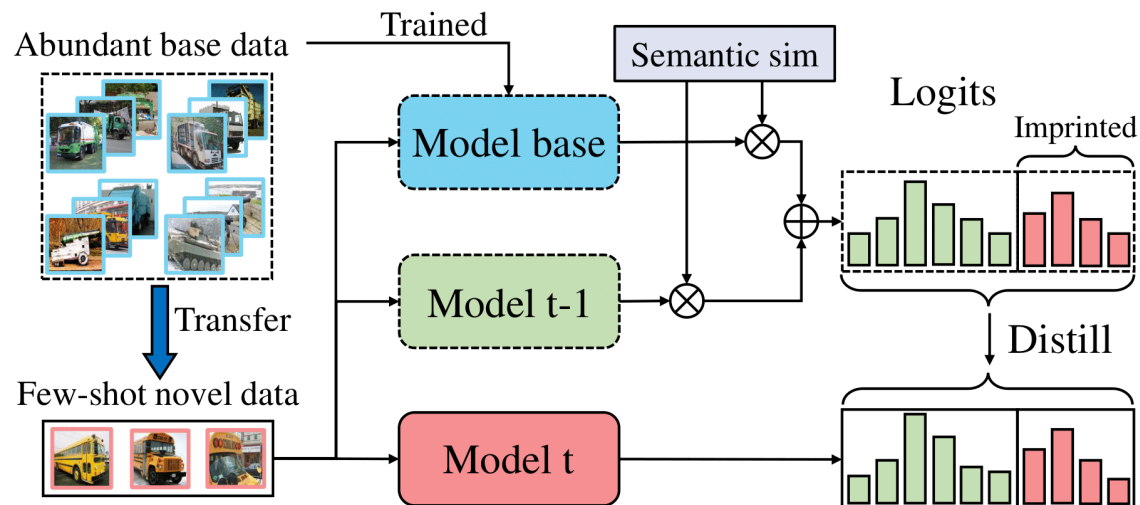 Abundant base data
Trained
Semantic sim
Logits
Imprinted
Model base
Model t-1
Transfer
Distill
Few-shot novel data
Model t